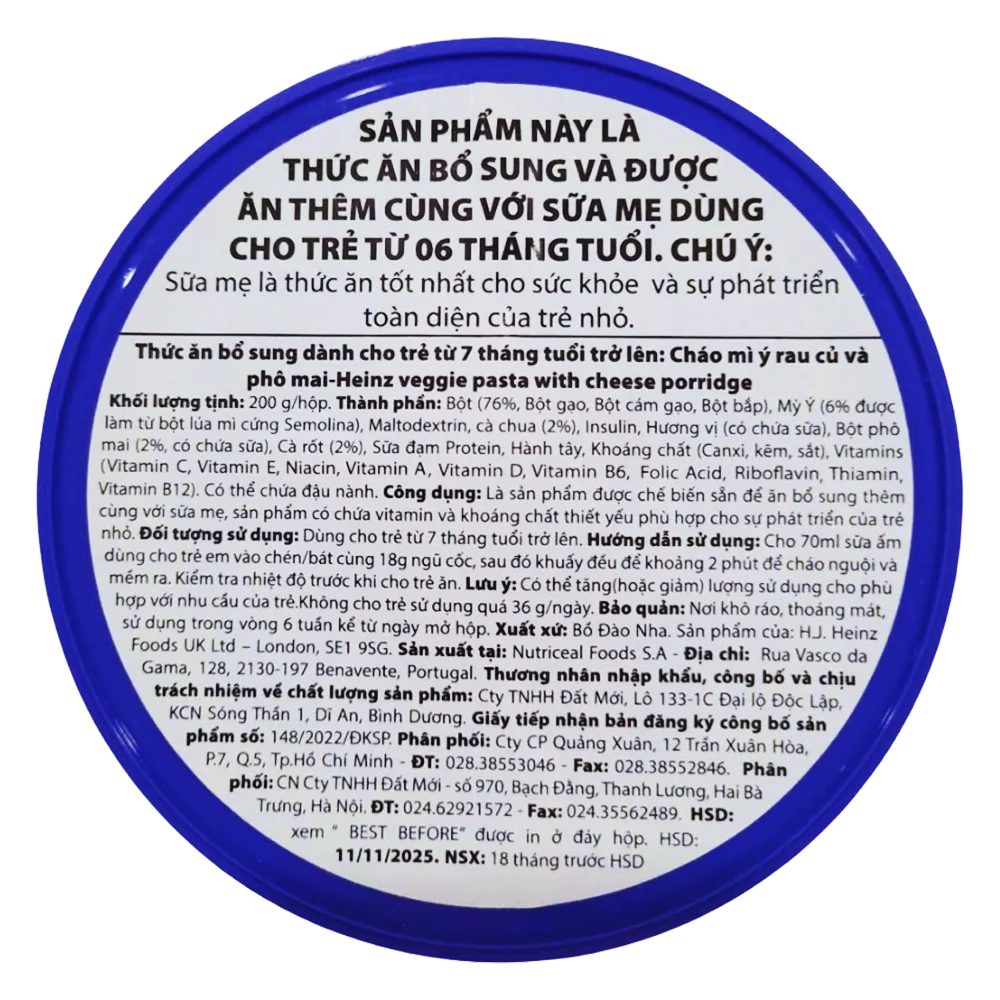 SẢN PHẨM NÀY LÀ
THỨC ĂN BỔ SUNG VÀ ĐƯỢC
ĂN THÊM CÙNG VỚI SỮA MẸ DÙNG
CHO TRẺ TỪ 06 THÁNG TUỔI. CHÚ Ý:
Sữa mẹ là thức ăn tốt nhất cho sức khỏe và sự phát triển
toàn diện của trẻ nhỏ.
Thức ăn bổ sung dành cho trẻ từ 7 tháng tuổi trở lên: Cháo mì ý rau củ và
phô mai-Heinz veggie pasta with cheese porridge
Khối lượng tịnh: 200 g/hộp. Thành phần: Bột (76%, Bột gạo, Bột cám gạo, Bột bắp), Mỳ Ý (6% được
làm từ bột lúa mì cứng Semolina), Maltodextrin, cà chua (2%), Insulin, Hương vị (có chứa sữa), Bột phô
mai (2%, có chứa sữa), Cà rốt (2%), Sữa đạm Protein, Hành tây, Khoáng chất (Canxi, kẽm, sắt), Vitamins
(Vitamin C, Vitamin E, Niacin, Vitamin A, Vitamin D, Vitamin B6, Folic Acid, Riboflavin, Thiamin,
Vitamin B12). Có thể chứa đậu nành. Công dụng: Là sản phẩm được chế biến sẵn để ăn bổ sung thêm
cùng với sữa mẹ, sản phẩm có chứa vitamin và khoáng chất thiết yếu phù hợp cho sự phát triển của trẻ
nhỏ. Đối tượng sử dụng: Dùng cho trẻ từ 7 tháng tuổi trở lên. Hướng dẫn sử dụng: Cho 70ml sữa ấm
dùng cho trẻ em vào chén/bát cùng 18g ngũ cốc, sau đó khuấy đều để khoảng 2 phút để cháo nguội và
mềm ra. Kiểm tra nhiệt độ trước khi cho trẻ ăn. Lưu ý: Có thể tăng(hoặc giảm) lượng sử dụng cho phù
hợp với nhu cầu của trẻ.Không cho trẻ sử dụng quá 36 g/ngày. Bảo quản: Nơi khô ráo, thoáng mát,
sử dụng trong vòng 6 tuần kể từ ngày mở hộp. Xuất xứ: Bồ Đào Nha. Sản phẩm của: H.J. Heinz
Foods UK Ltd – London, SE1 9SG. Sản xuất tại: Nutriceal Foods S.A - Địa chỉ: Rua Vasco da
Gama, 128, 2130-197 Benavente, Portugal. Thương nhân nhập khẩu, công bố và chịu
trách nhiệm về chất lượng sản phẩm: Cty TNHH Đất Mới, Lô 133-1C Đại lộ Độc Lập,
KCN Sóng Thần 1, Dĩ An, Bình Dương. Giấy tiếp nhận bản đăng ký công bố sản
phẩm số: 148/2022/ĐKSP. Phân phối: Cty CP Quảng Xuân, 12 Trần Xuân Hòa,
P.7, Q.5, Tp.Hồ Chí Minh - ĐT: 028.38553046 - Fax: 028.38552846. Phân
phối: CN Cty TNHH Đất Mới - số 970, Bạch Đằng, Thanh Lương, Hai Bà
Trưng, Hà Nội. ĐT: 024.62921572 - Fax: 024.35562489. HSD:
xem " BEST BEFORE" được in ở đáy hộp. HSD:
11/11/2025. NSX: 18 tháng trước HSD